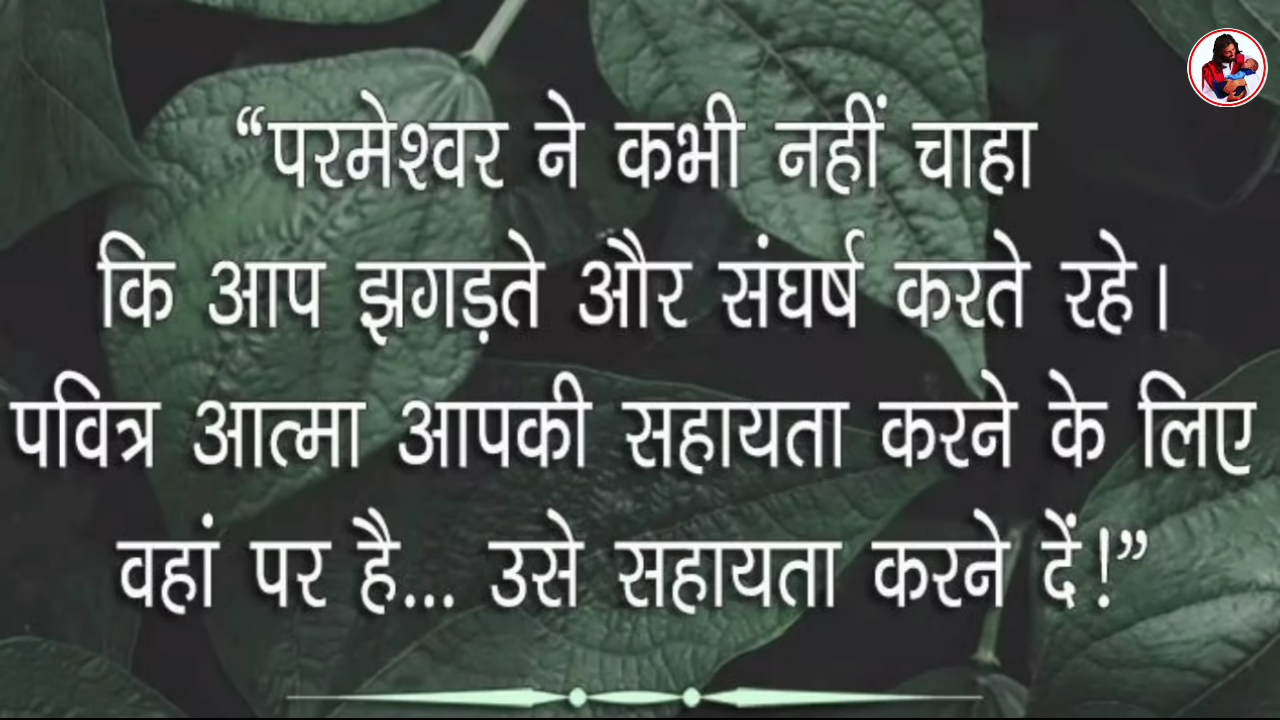 “परमेश्वर ने कभी नहीं चाहा
कि आप झगड़ते और संघर्ष करते रहे।
पवित्र आत्मा आपकी सहायता करने के लिए
वहां पर है... उसे सहायता करने दें!”